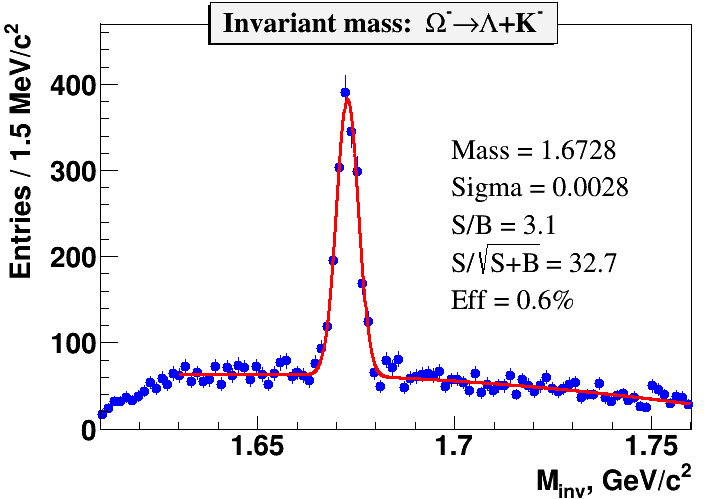 Invariant mass: Ω⁻→Λ+K⁻
Entries / 1.5 MeV/c²
400
300
200
100
0
Mass = 1.6728
Sigma = 0.0028
S/B = 3.1
S/√S+B = 32.7
Eff = 0.6%
1.65
1.7
1.75
M_inv, GeV/c²